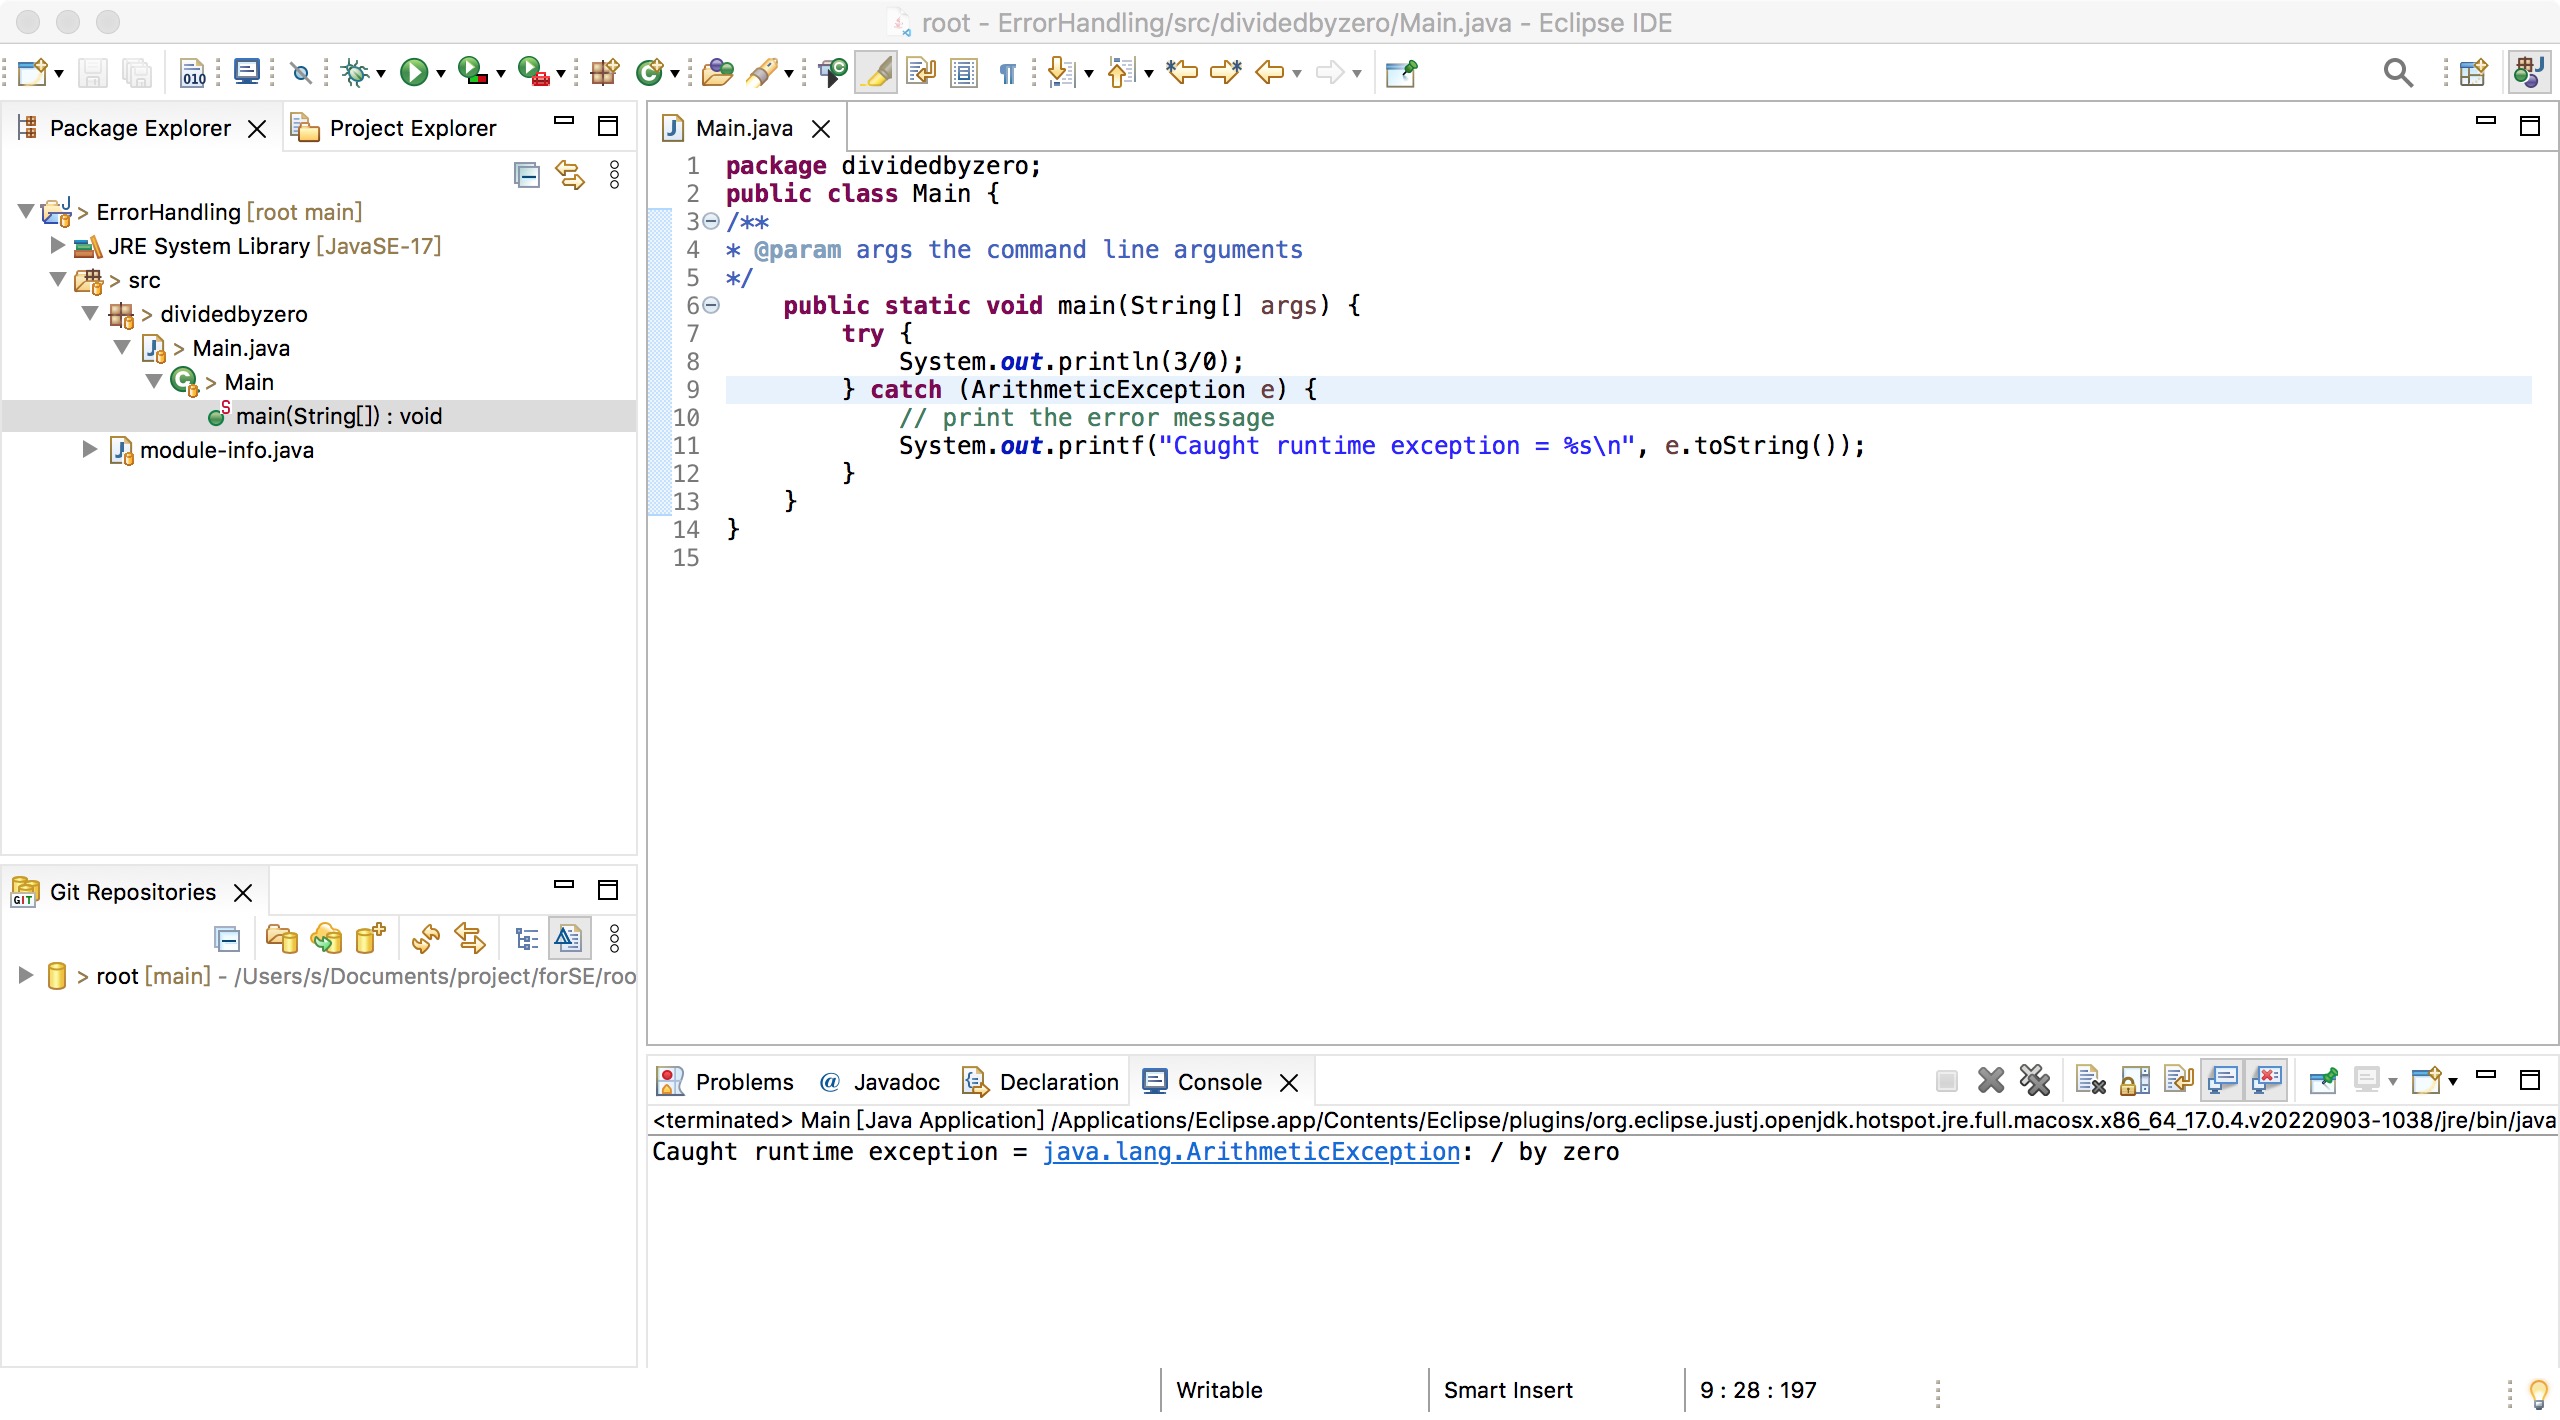 root - ErrorHandling/src/dividedbyzero/Main.java - Eclipse IDE
010
Package Explorer
Project Explorer
> ErrorHandling [root main]
JRE System Library [JavaSE-17]
> src
> dividedbyzero
> Main.java
> Main
main(String[]) : void
module-info.java
Git Repositories
> root [main] - /Users/s/Documents/project/forSE/roo
Main.java
1 package dividedbyzero;
2 public class Main {
3 /**
4 * @param args the command line arguments
5 */
6 public static void main(String[] args) {
7 try {
8 System.out.println(3/0);
9 } catch (ArithmeticException e) {
10 // print the error message
11 System.out.printf("Caught runtime exception = %s\n", e.toString());
12 }
13 }
14 }
15
Problems
@ Javadoc
Declaration
Console
<terminated> Main [Java Application] /Applications/Eclipse.app/Contents/Eclipse/plugins/org.eclipse.justj.openjdk.hotspot.jre.full.macosx.x86_64_17.0.4.v20220903-1038/jre/bin/java
Caught runtime exception = java.lang.ArithmeticException: / by zero
Writable
Smart Insert
9 : 28 : 197